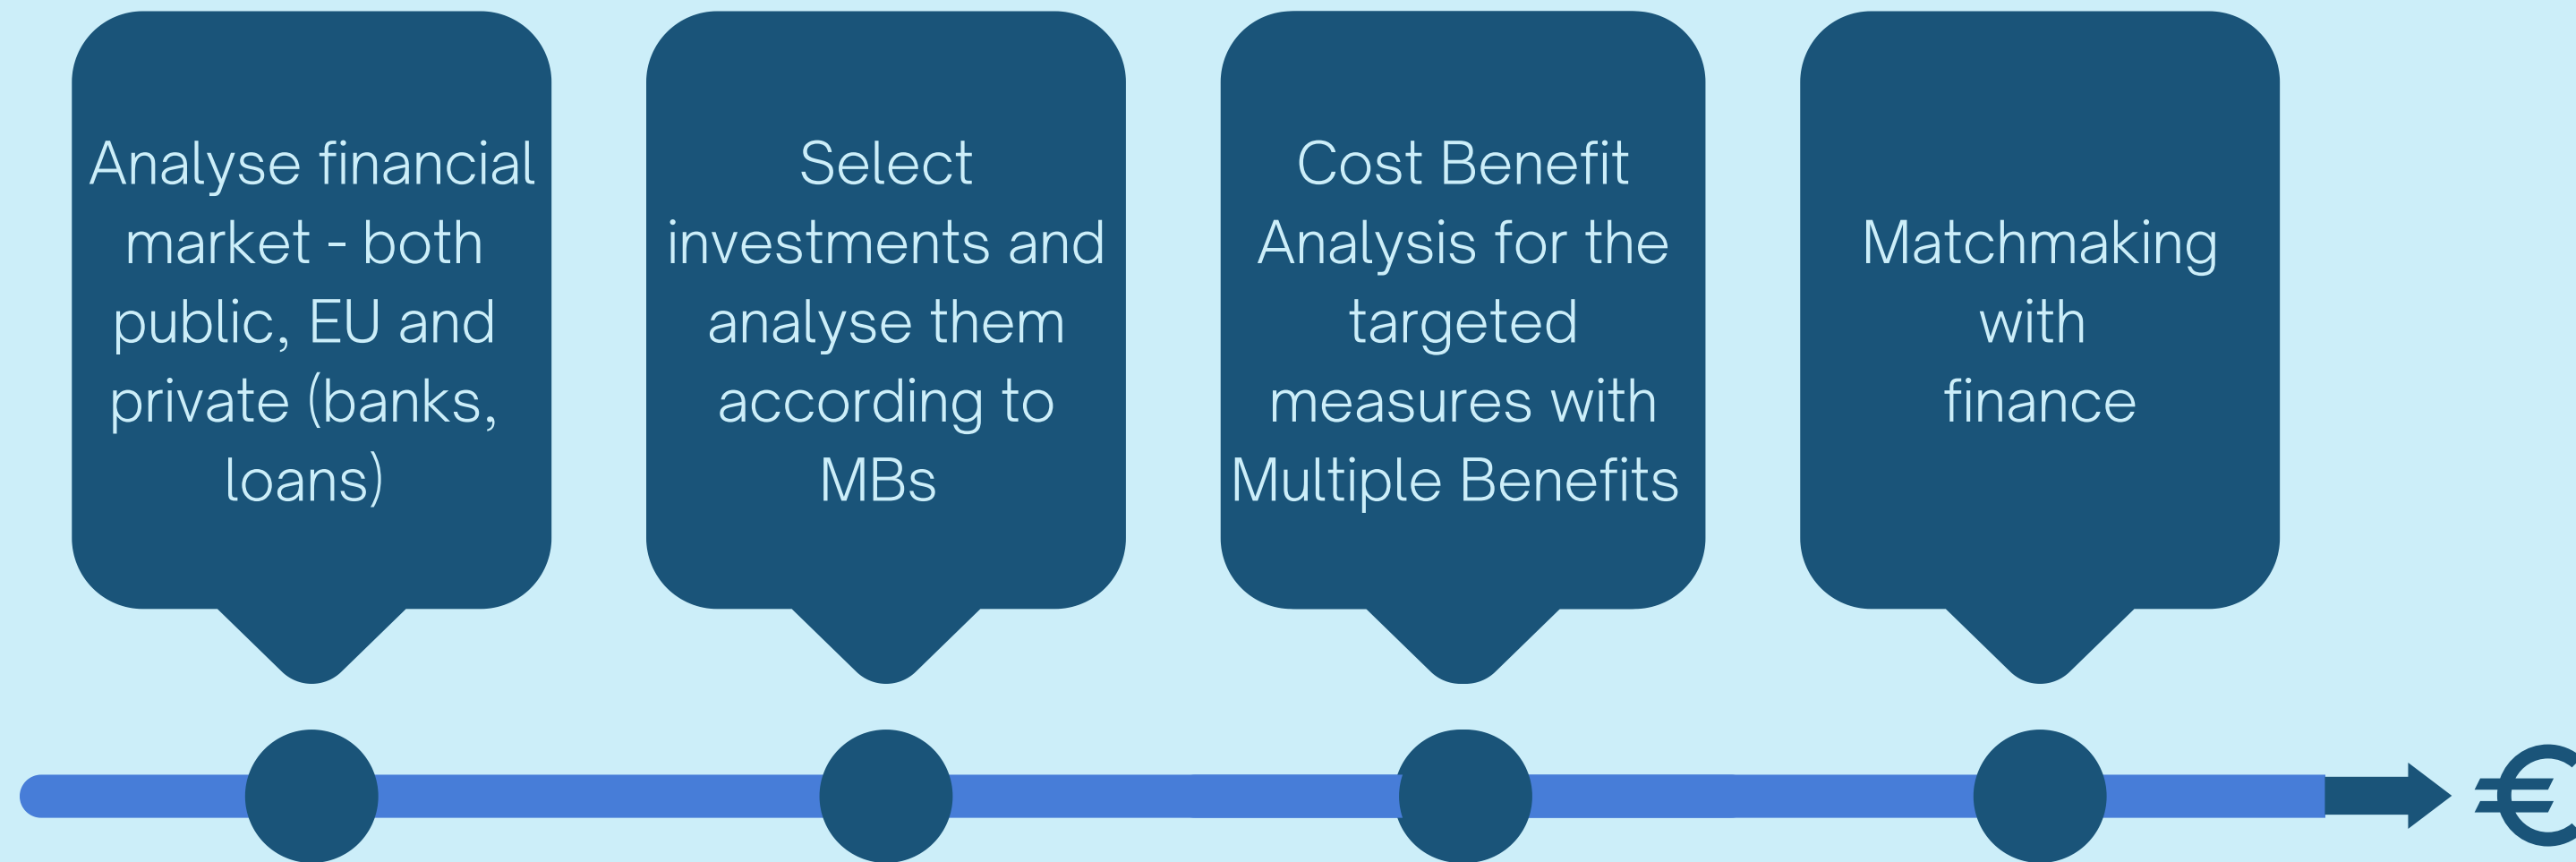 Analyse financial
market - both
public, EU and
private (banks,
loans)
Select
investments and
analyse them
according to
MBs
Cost Benefit
Analysis for the
targeted
measures with
Multiple Benefits
Matchmaking
with
finance
€